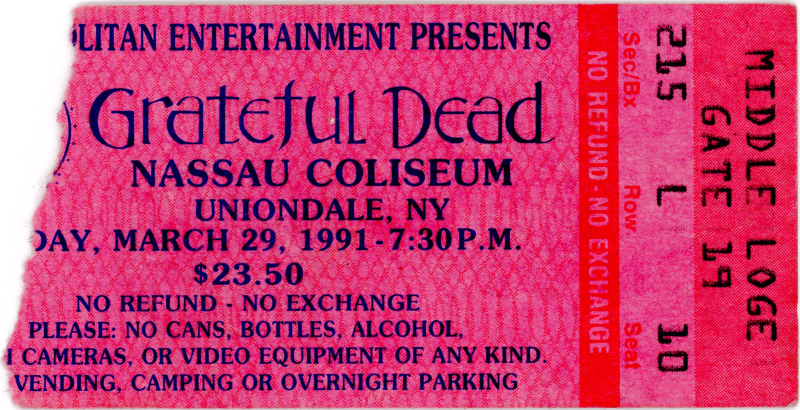 LITAN ENTERTAINMENT PRESENTS
Grateful Dead
NASSAU COLISEUM
UNIONDALE, NY
DAY, MARCH 29, 1991 - 7:30 P.M.
$23.50
NO REFUND - NO EXCHANGE
PLEASE: NO CANS, BOTTLES, ALCOHOL,
CAMERAS, OR VIDEO EQUIPMENT OF ANY KIND.
VENDING, CAMPING OR OVERNIGHT PARKING
NO REFUND-NO EXCHANGE
Sec/Bx Row Seat
215 L 10
MIDDLE LOGE
GATE 19